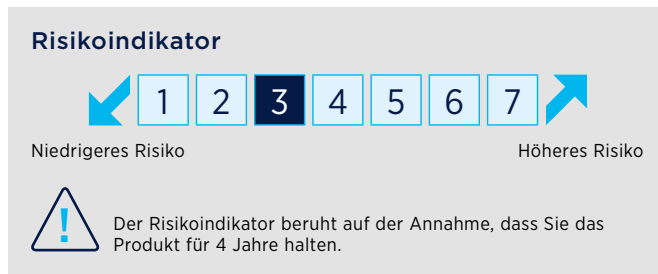 Risikoindikator
1 2 3 4 5 6 7
Niedrigeres Risiko Höheres Risiko
!
Der Risikoindikator beruht auf der Annahme, dass Sie das
Produkt für 4 Jahre halten.